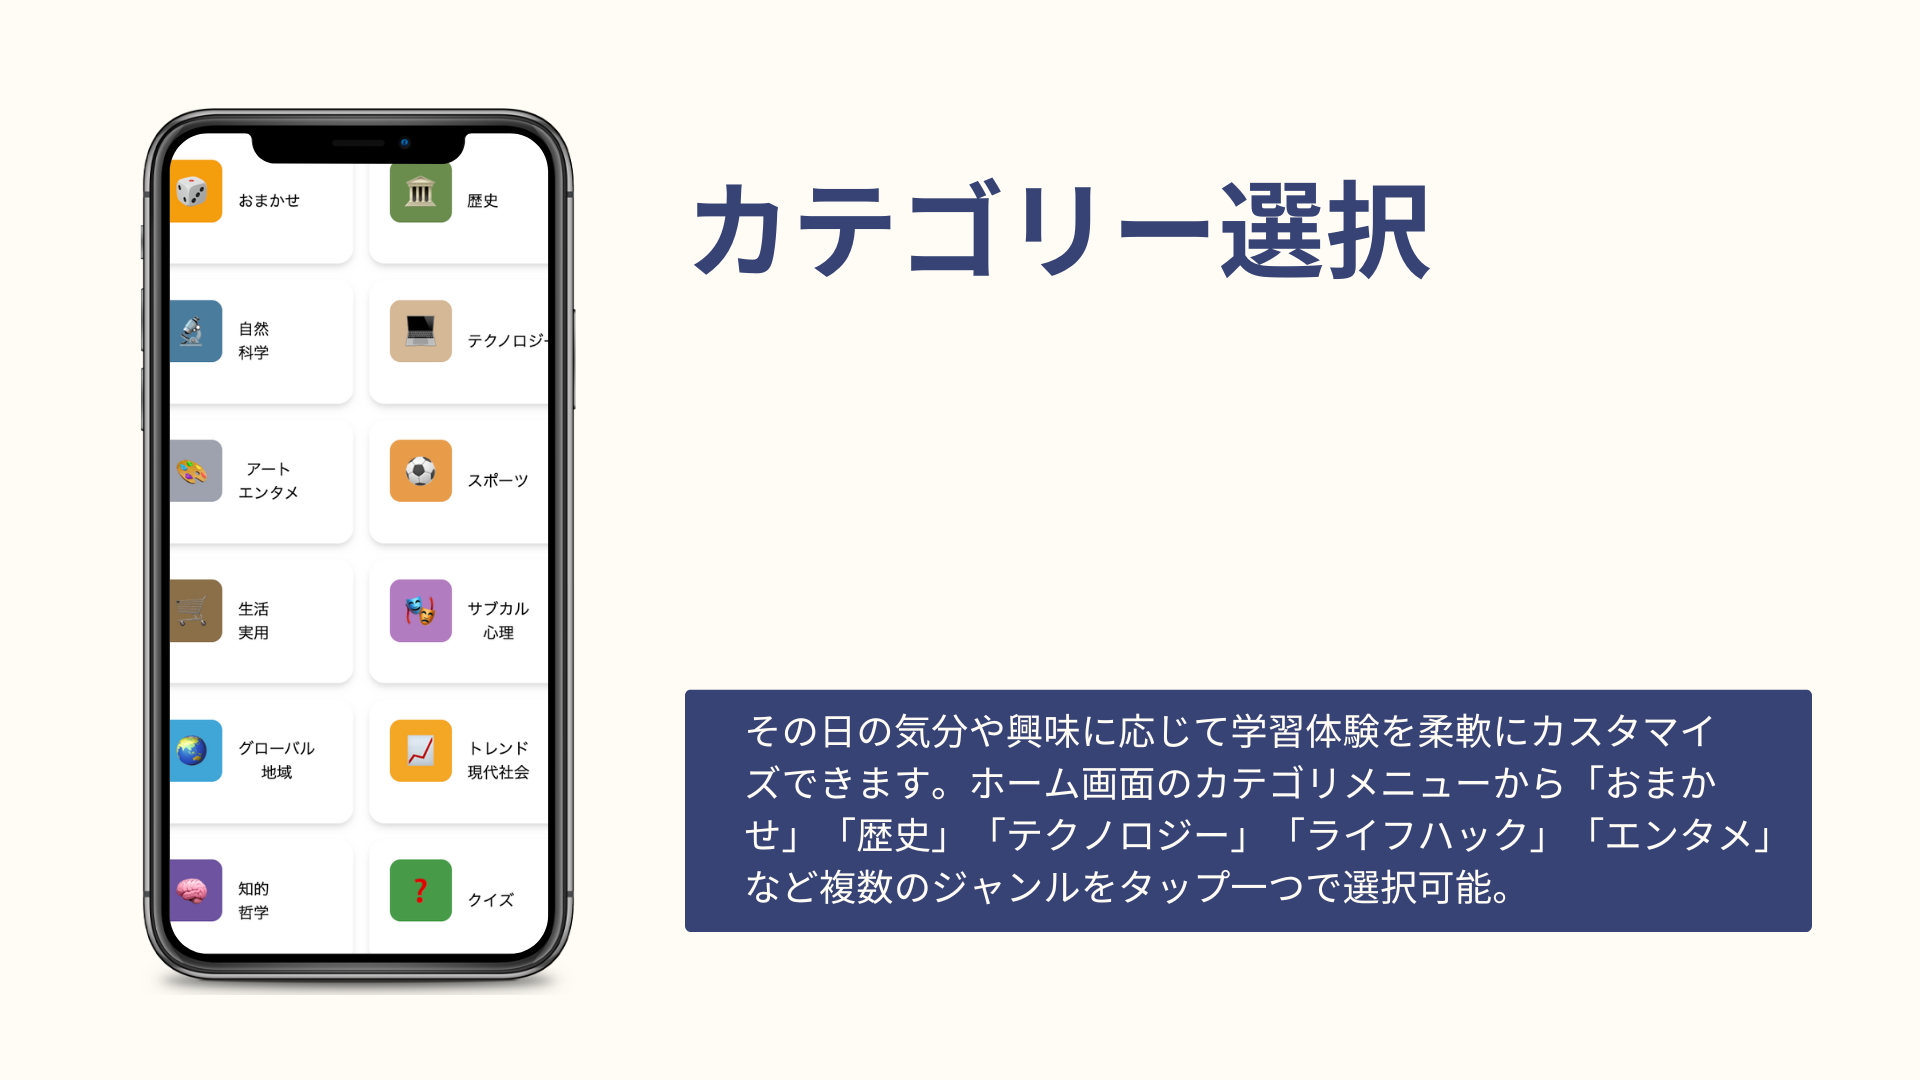 おまかせ
歴史
自然
科学
テクノロジー
アート
エンタメ
スポーツ
生活
実用
サブカル
心理
グローバル
地域
トレンド
現代社会
知的
哲学
?
クイズ
カテゴリー選択
その日の気分や興味に応じて学習体験を柔軟にカスタマイ
ズできます。ホーム画面のカテゴリメニューから「おまか
せ」「歴史」「テクノロジー」「ライフハック」「エンタメ」
など複数のジャンルをタップ一つで選択可能。